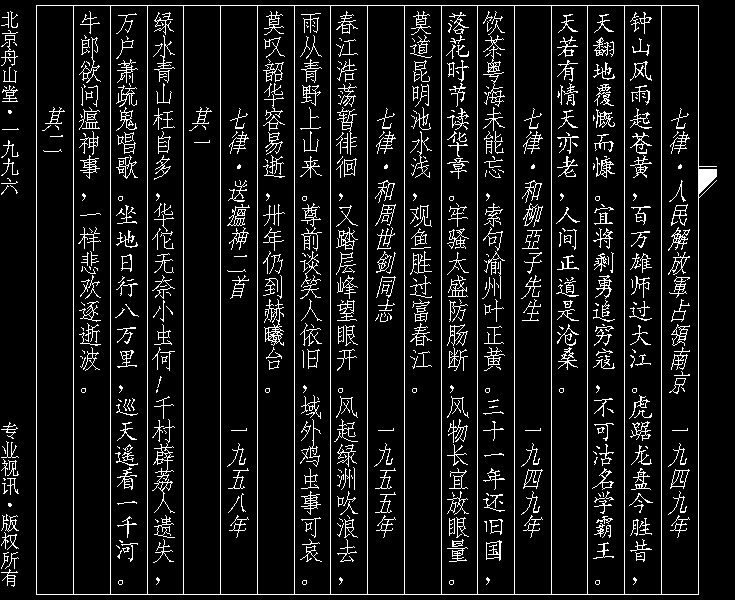 七律·人民解放軍占領南京 一九四九年
钟山风雨起苍黄，百万雄师过大江。虎踞龙盘今胜昔，
天翻地覆慨而慷。宜将剩勇追穷寇，不可沽名学霸王。
天若有情天亦老，人间正道是沧桑。
七律·和柳亞子先生 一九四九年
饮茶粤海未能忘，索句渝州叶正黄。三十一年还旧国，
落花时节读华章。牢骚太盛防肠断，风物长宜放眼量。
莫道昆明池水浅，观鱼胜过富春江。
七律·和周世釗同志 一九五五年
春江浩荡暂徘徊，又踏层峰望眼开。风起绿洲吹浪去，
雨从青野上山来。尊前谈笑人依旧，域外鸡虫事可哀。
莫叹韶华容易逝，卅年仍到赫曦台。
七律·送瘟神二首 一九五八年
其一
绿水青山枉自多，华佗无奈小虫何！千村薜荔人遗失，
万户萧疏鬼唱歌。坐地日行八万里，巡天遥看一千河。
牛郎欲问瘟神事，一样悲欢逐逝波。
其二
北京舟山堂·一九九六
专业视讯·版权所有